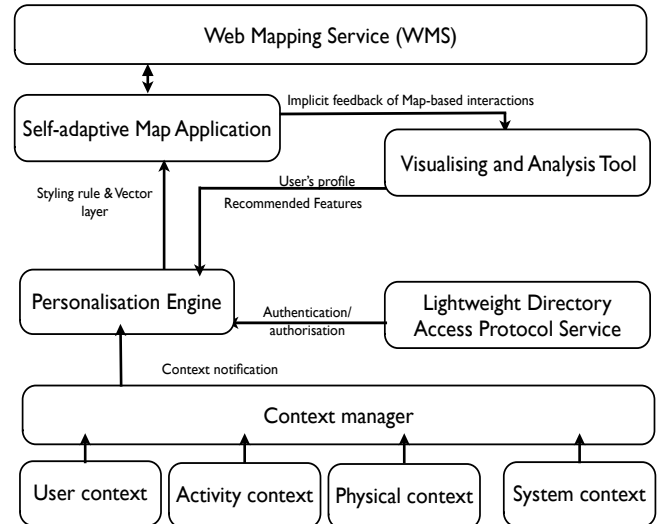 Web Mapping Service (WMS)
Implicit feedback of Map-based interactions
Self-adaptive Map Application
Visualising and Analysis Tool
User's profile
Styling rule & Vector
layer
Recommended Features
Personalisation Engine
Lightweight Directory
Access Protocol Service
Authentication/
authorisation
Context notification
Context manager
User context
Activity context
Physical context
System context